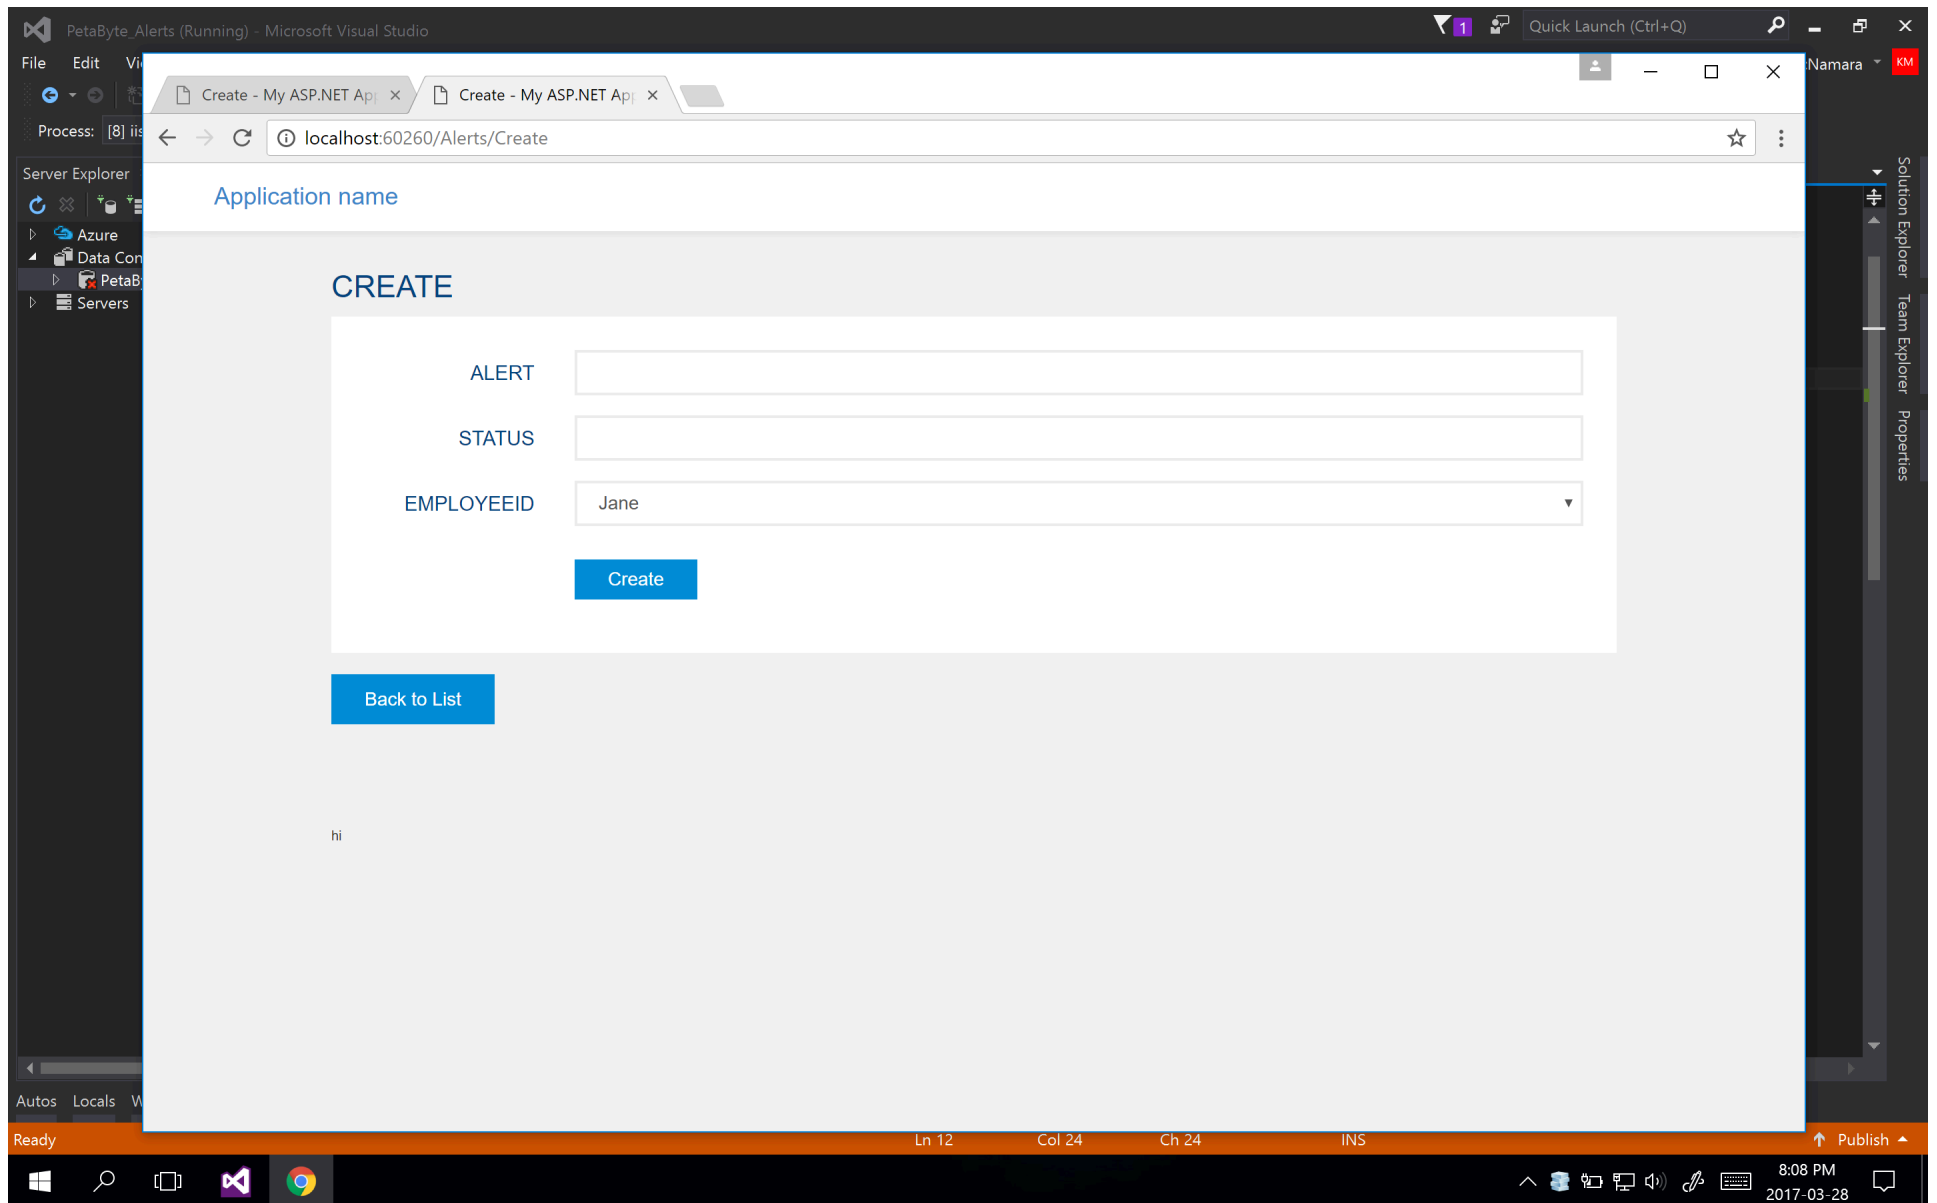 PetaByte_Alerts (Running) - Microsoft Visual Studio
1
Quick Launch (Ctrl+Q)
File Edit
Namara
KM
Create - My ASP.NET Ap
Create - My ASP.NET Ap
Process: [8] iis
localhost:60260/Alerts/Create
Server Explorer
Application name
Azure
Data Con
PetaB
Servers
Solution Explorer
Team Explorer
Properties
CREATE
ALERT
STATUS
EMPLOYEEID
Jane
Create
Back to List
hi
Autos Locals W
Ready
Ln 12
Col 24
Ch 24
INS
Publish
8:08 PM
2017-03-28